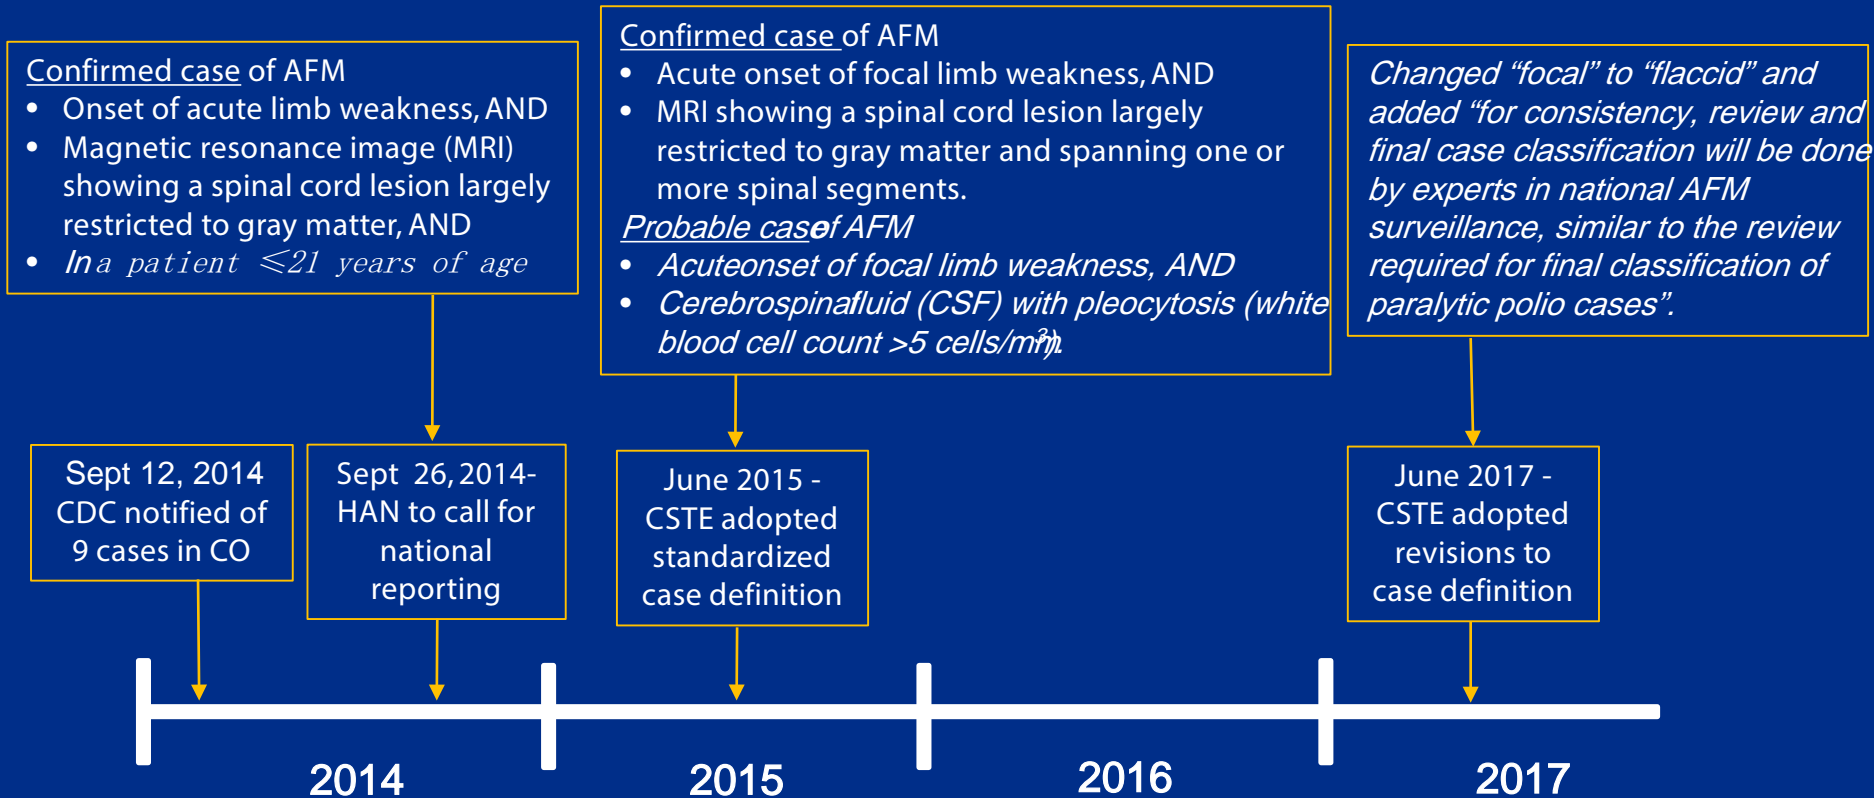 Confirmed case of AFM
• Onset of acute limb weakness, AND
• Magnetic resonance image (MRI)
showing a spinal cord lesion largely
restricted to gray matter, AND
• In a patient ≤21 years of age
Confirmed case of AFM
• Acute onset of focal limb weakness, AND
• MRI showing a spinal cord lesion largely
restricted to gray matter and spanning one or
more spinal segments.
Probable case of AFM
• Acuteonset of focal limb weakness, AND
• Cerebrospinalfluid (CSF) with pleocytosis (white
blood cell count >5 cells/mm³).
Changed “focal” to “flaccid” and
added “for consistency, review and
final case classification will be done
by experts in national AFM
surveillance, similar to the review
required for final classification of
paralytic polio cases”.
Sept 12, 2014
CDC notified of
9 cases in CO
Sept 26, 2014-
HAN to call for
national
reporting
June 2015 -
CSTE adopted
standardized
case definition
June 2017 -
CSTE adopted
revisions to
case definition
2014
2015
2016
2017